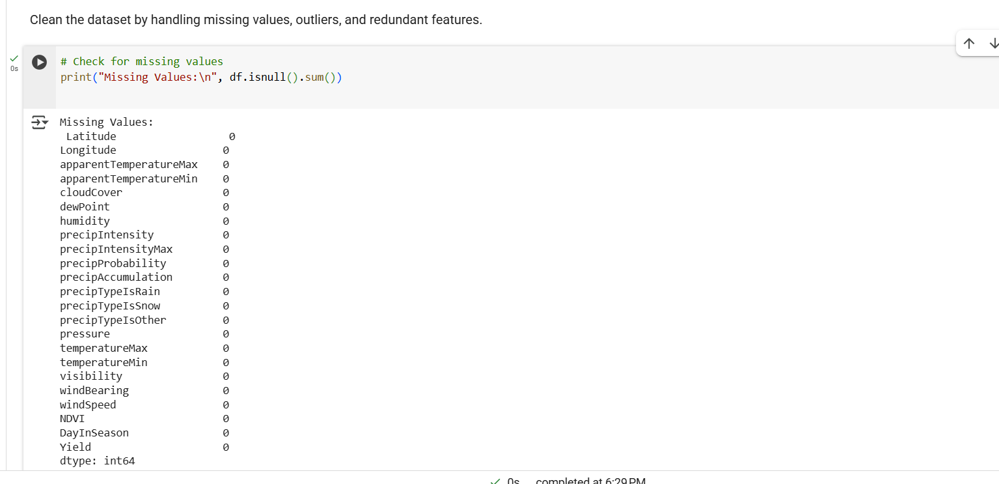 Clean the dataset by handling missing values, outliers, and redundant features.
0s
# Check for missing values
print("Missing Values:\n", df.isnull().sum())
Missing Values:
 Latitude                  0
Longitude                 0
apparentTemperatureMax    0
apparentTemperatureMin    0
cloudCover                0
dewPoint                  0
humidity                  0
precipIntensity           0
precipIntensityMax        0
precipProbability         0
precipAccumulation        0
precipTypeIsRain          0
precipTypeIsSnow          0
precipTypeIsOther         0
pressure                  0
temperatureMax            0
temperatureMin            0
visibility                0
windBearing               0
windSpeed                 0
NDVI                      0
DayInSeason               0
Yield                     0
dtype: int64
0s completed at 6:29 PM